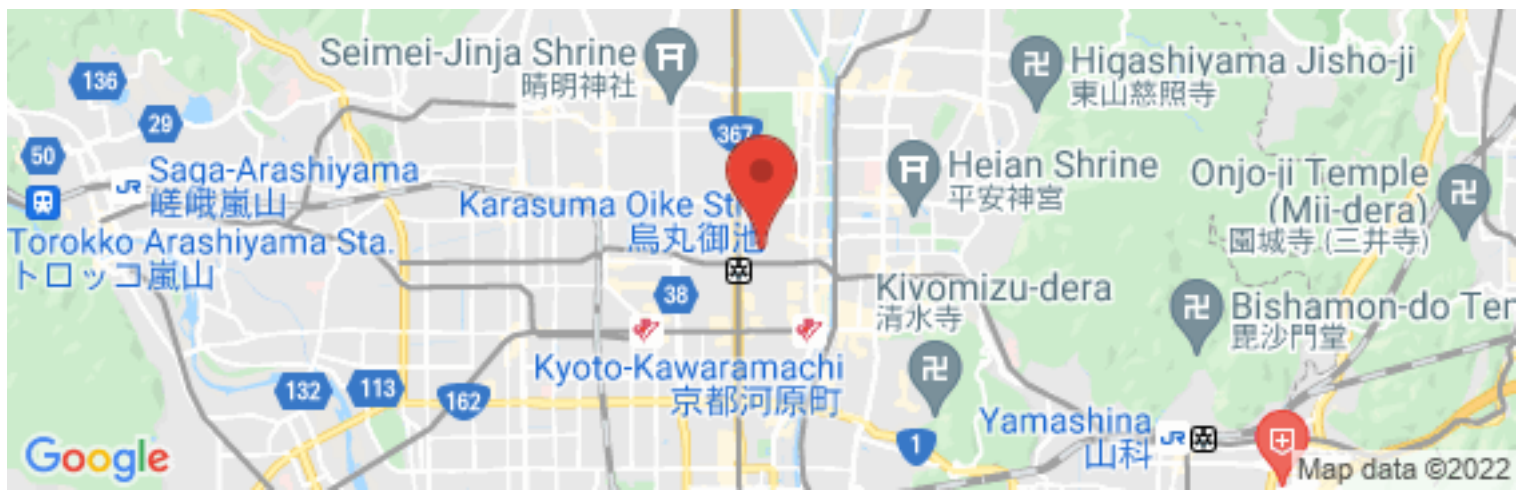 Seimei-Jinja Shrine
晴明神社
Higashiyama Jisho-ji
東山慈照寺
136
29
367
50
Saga-Arashiyama
嵯峨嵐山
JR
Heian Shrine
平安神宮
Onjo-ji Temple
(Mii-dera)
園城寺 (三井寺)
Karasuma Oike St
烏丸御池
Torokko Arashiyama Sta.
トロッコ嵐山
38
Kiyomizu-dera
清水寺
Bishamon-do Ten
毘沙門堂
Kyoto-Kawaramachi
京都河原町
132
113
162
1
Yamashina
山科
JR
Google
Map data ©2022